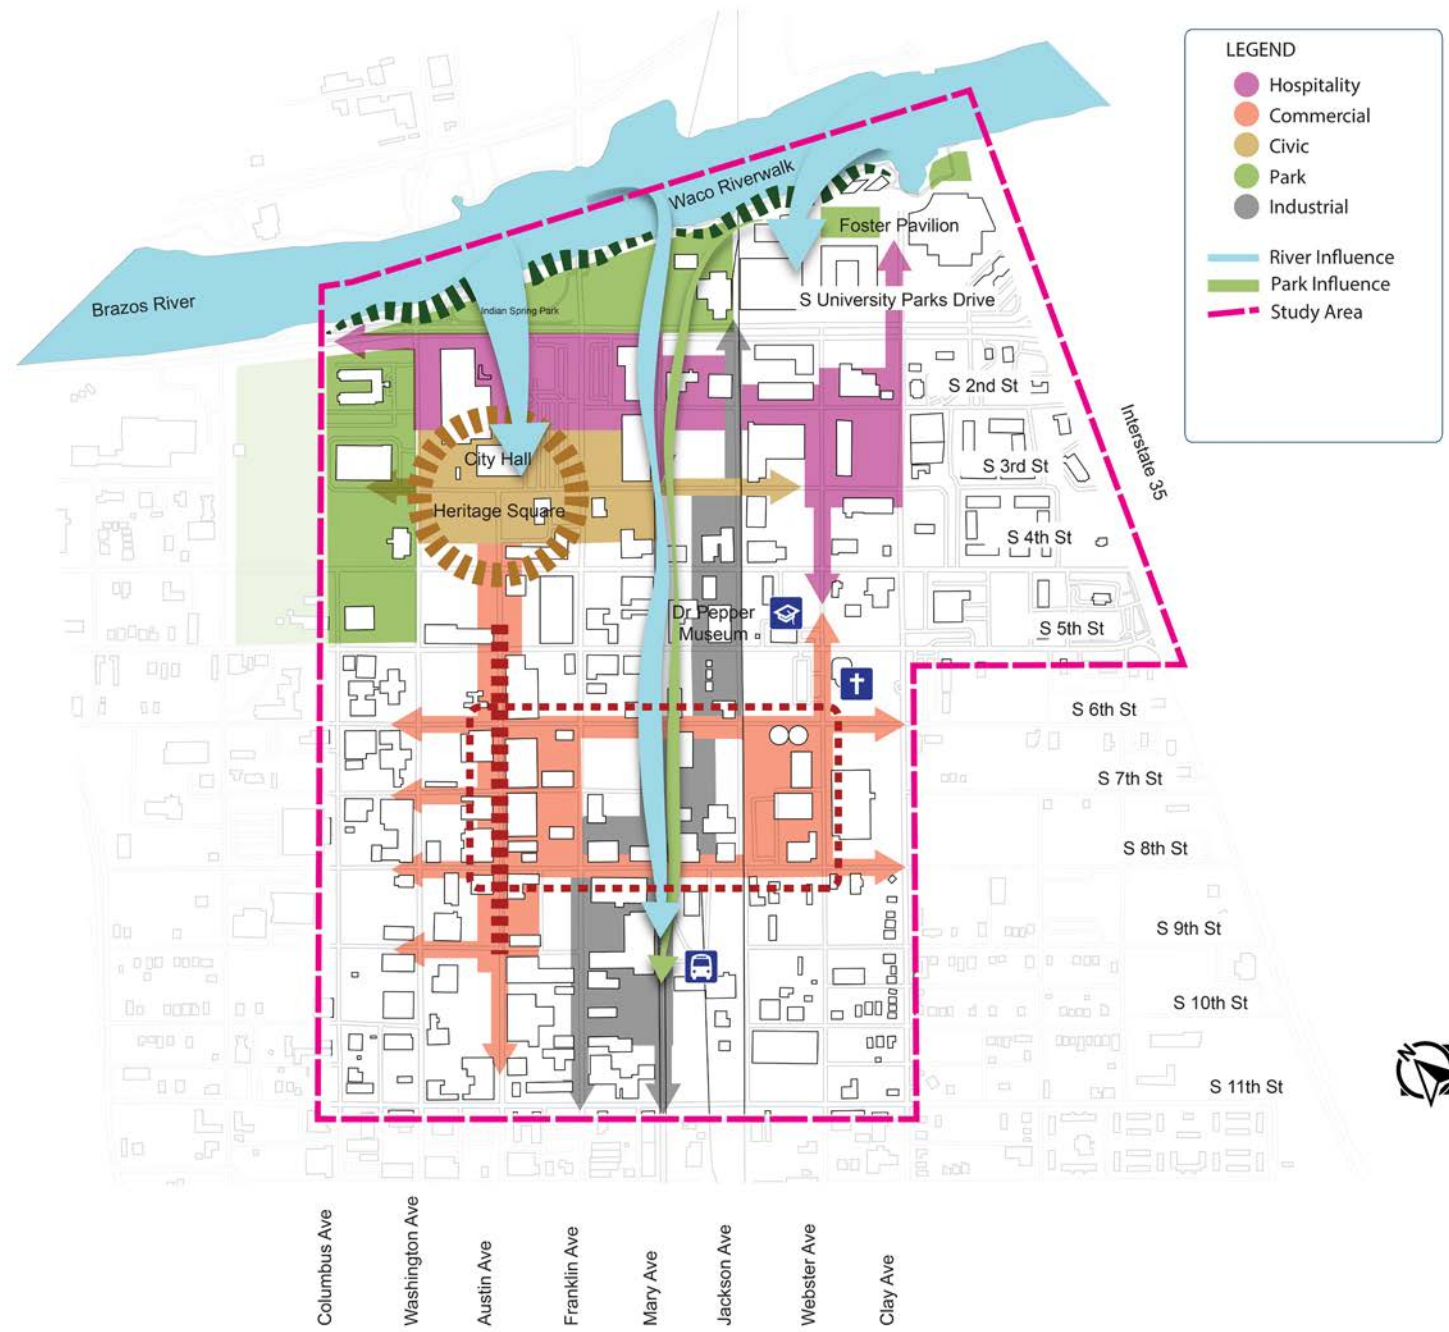 LEGEND
Hospitality
Commercial
Civic
Park
Industrial
River Influence
Park Influence
Study Area
Waco Riverwalk
Foster Pavilion
Brazos River
Indian Spring Park
S University Parks Drive
S 2nd St
Interstate 35
City Hall
S 3rd St
Heritage Square
S 4th St
Dr Pepper
Museum
S 5th St
S 6th St
S 7th St
S 8th St
S 9th St
S 10th St
S 11th St
N
Columbus Ave
Washington Ave
Austin Ave
Franklin Ave
Mary Ave
Jackson Ave
Webster Ave
Clay Ave